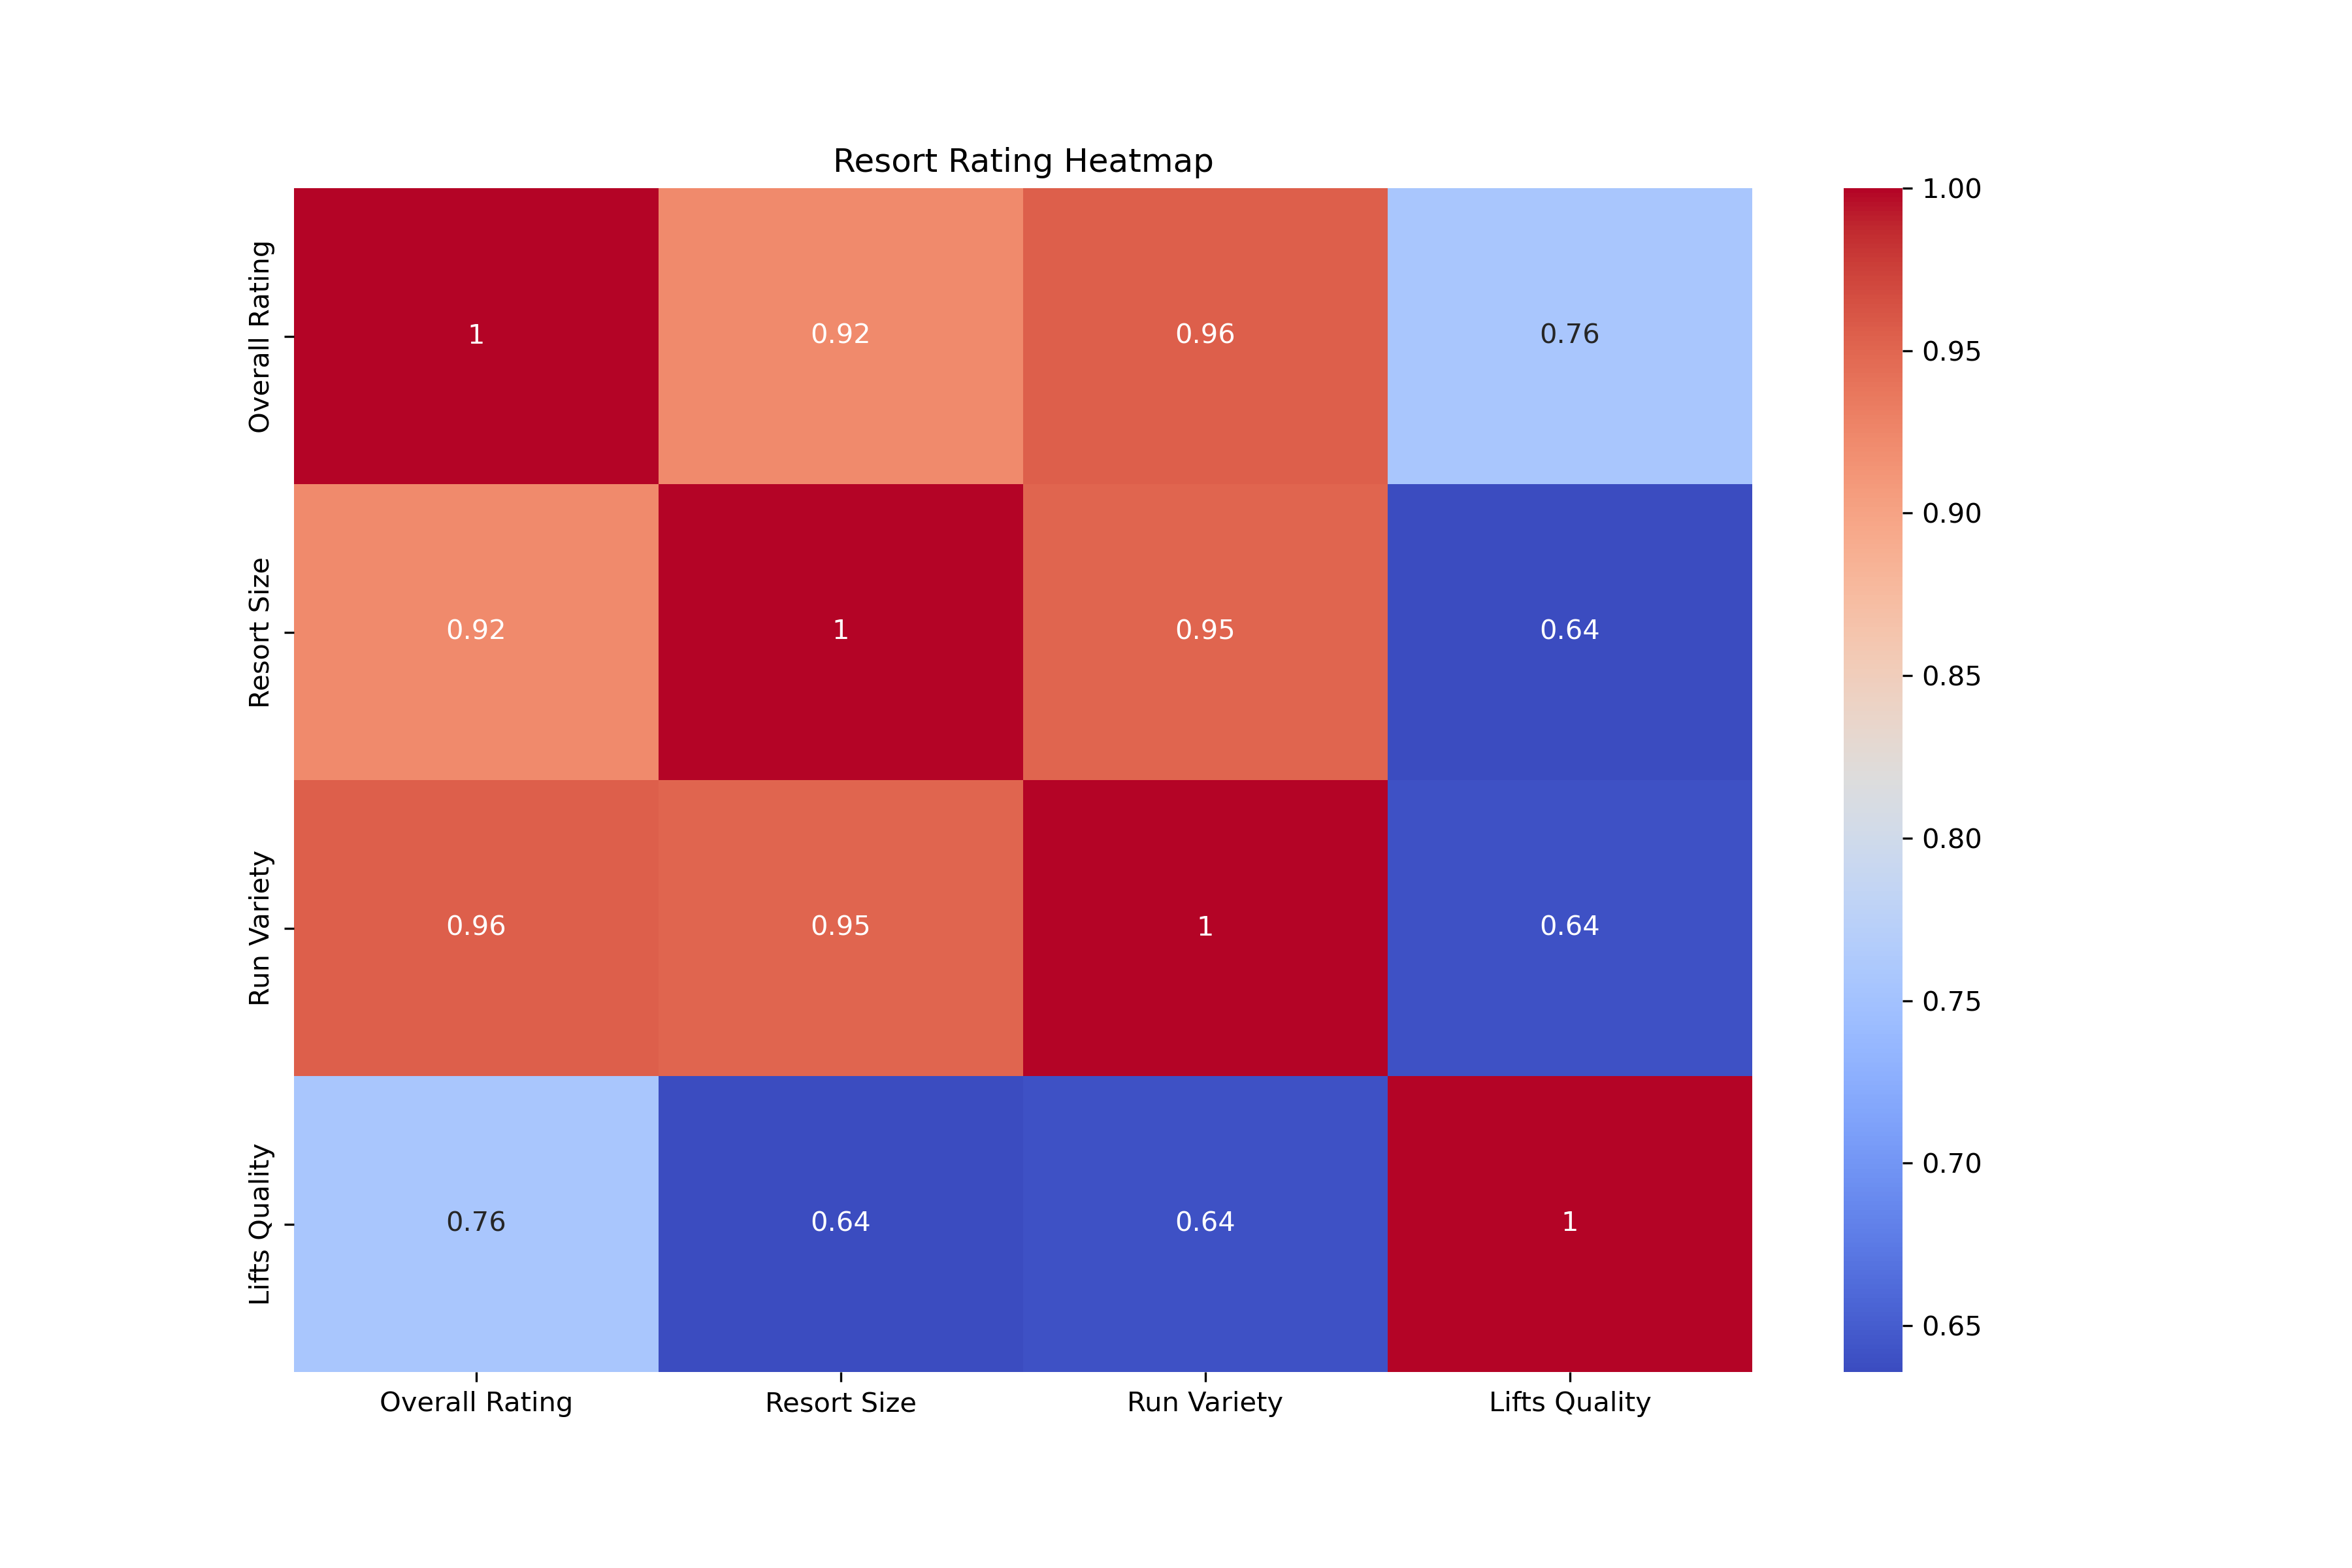 Resort Rating Heatmap
Overall Rating
1
0.92
0.96
0.76
Resort Size
0.92
1
0.95
0.64
Run Variety
0.96
0.95
1
0.64
Lifts Quality
0.76
0.64
0.64
1
Overall Rating
Resort Size
Run Variety
Lifts Quality
1.00
0.95
0.90
0.85
0.80
0.75
0.70
0.65